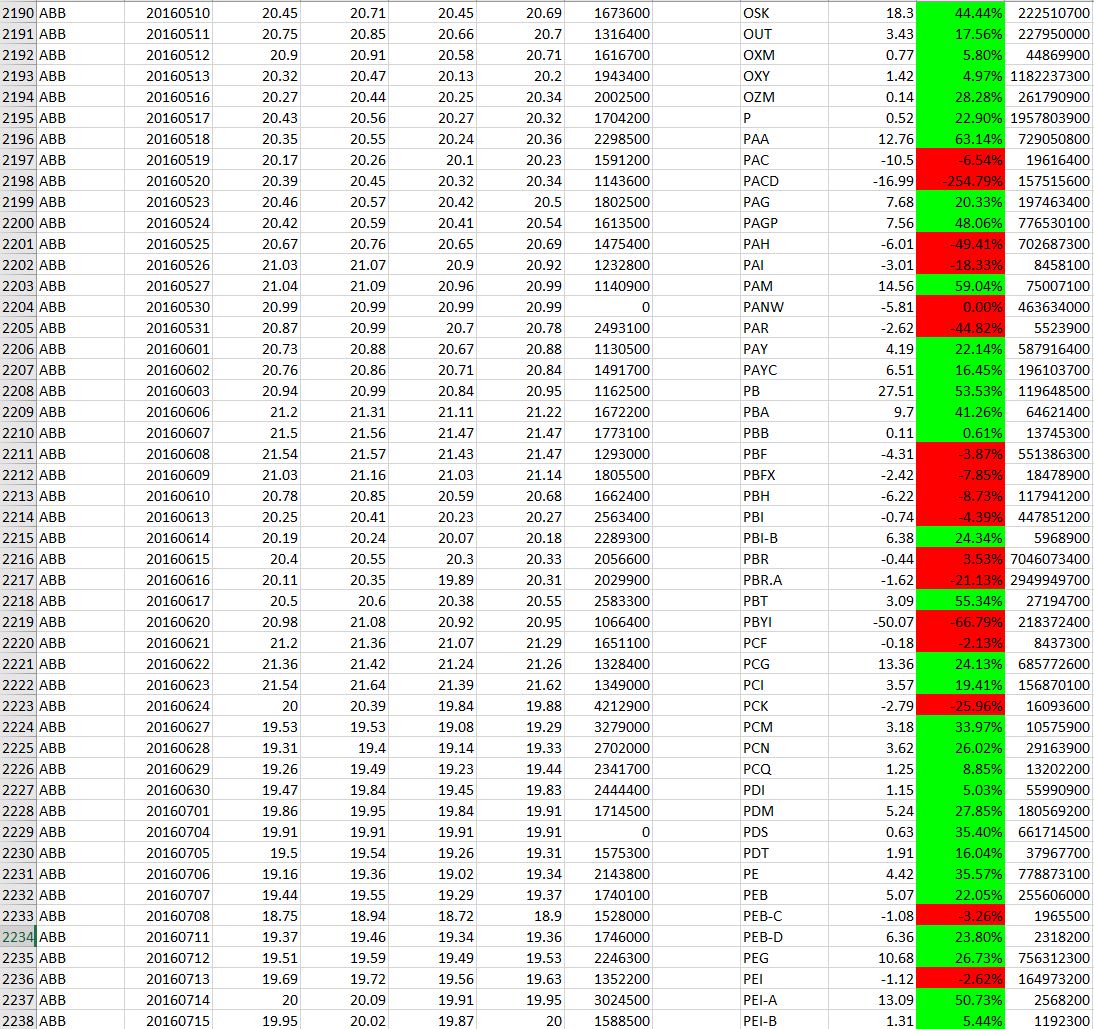 2190 ABB 20160510 20.45 20.71 20.45 20.69 1673600 OSK 18.3 44.44% 222510700
2191 ABB 20160511 20.75 20.85 20.66 20.7 1316400 OUT 3.43 17.56% 227950000
2192 ABB 20160512 20.9 20.91 20.58 20.71 1616700 OXM 0.77 5.80% 44869900
2193 ABB 20160513 20.32 20.47 20.13 20.2 1943400 OXY 1.42 4.97% 1182237300
2194 ABB 20160516 20.27 20.44 20.25 20.34 2002500 OZM 0.14 28.28% 261790900
2195 ABB 20160517 20.43 20.56 20.27 20.32 1704200 P 0.52 22.90% 1957803900
2196 ABB 20160518 20.35 20.55 20.24 20.36 2298500 PAA 12.76 63.14% 729050800
2197 ABB 20160519 20.17 20.26 20.1 20.23 1591200 PAC -10.5 -6.54% 19616400
2198 ABB 20160520 20.39 20.45 20.32 20.34 1143600 PACD -16.99 -254.79% 157515600
2199 ABB 20160523 20.46 20.57 20.42 20.5 1802500 PAG 7.68 20.33% 197463400
2200 ABB 20160524 20.42 20.59 20.41 20.54 1613500 PAGP 7.56 48.06% 776530100
2201 ABB 20160525 20.67 20.76 20.65 20.69 1475400 PAH -6.01 -49.41% 702687300
2202 ABB 20160526 21.03 21.07 20.9 20.92 1232800 PAI -3.01 -18.33% 8458100
2203 ABB 20160527 21.04 21.09 20.96 20.99 1140900 PAM 14.56 59.04% 75007100
2204 ABB 20160530 20.99 20.99 20.99 20.99 0 PANW -5.81 0.00% 463634000
2205 ABB 20160531 20.87 20.99 20.7 20.78 2493100 PAR -2.62 -44.82% 5523900
2206 ABB 20160601 20.73 20.88 20.67 20.88 1130500 PAY 4.19 22.14% 587916400
2207 ABB 20160602 20.76 20.86 20.71 20.84 1491700 PAYC 6.51 16.45% 196103700
2208 ABB 20160603 20.94 20.99 20.84 20.95 1162500 PB 27.51 53.53% 119648500
2209 ABB 20160606 21.2 21.31 21.11 21.22 1672200 PBA 9.7 41.26% 64621400
2210 ABB 20160607 21.5 21.56 21.47 21.47 1773100 PBB 0.11 0.61% 13745300
2211 ABB 20160608 21.54 21.57 21.43 21.47 1293000 PBF -4.31 -3.87% 551386300
2212 ABB 20160609 21.03 21.16 21.03 21.14 1805500 PBFX -2.42 -7.85% 18478900
2213 ABB 20160610 20.78 20.85 20.59 20.68 1662400 PBH -6.22 -8.73% 117941200
2214 ABB 20160613 20.25 20.41 20.23 20.27 2563400 PBI -0.74 -4.39% 447851200
2215 ABB 20160614 20.19 20.24 20.07 20.18 2289300 PBI-B 6.38 24.34% 5968900
2216 ABB 20160615 20.4 20.55 20.3 20.33 2056600 PBR -0.44 3.53% 7046073400
2217 ABB 20160616 20.11 20.35 19.89 20.31 2029900 PBR.A -1.62 -21.13% 2949949700
2218 ABB 20160617 20.5 20.6 20.38 20.55 2583300 PBT 3.09 55.34% 27194700
2219 ABB 20160620 20.98 21.08 20.92 20.95 1066400 PBYI -50.07 -66.79% 218372400
2220 ABB 20160621 21.2 21.36 21.07 21.29 1651100 PCF -0.18 -2.13% 8437300
2221 ABB 20160622 21.36 21.42 21.24 21.26 1328400 PCG 13.36 24.13% 685772600
2222 ABB 20160623 21.54 21.64 21.39 21.62 1349000 PCI 3.57 19.41% 156870100
2223 ABB 20160624 20 20.39 19.84 19.88 4212900 PCK -2.79 -25.96% 16093600
2224 ABB 20160627 19.53 19.53 19.08 19.29 3279000 PCM 3.18 33.97% 10575900
2225 ABB 20160628 19.31 19.4 19.14 19.33 2702000 PCN 3.62 26.02% 29163900
2226 ABB 20160629 19.26 19.49 19.23 19.44 2341700 PCQ 1.25 8.85% 13202200
2227 ABB 20160630 19.47 19.84 19.45 19.83 2444400 PDI 1.15 5.03% 55990900
2228 ABB 20160701 19.86 19.95 19.84 19.91 1714500 PDM 5.24 27.85% 180569200
2229 ABB 20160704 19.91 19.91 19.91 19.91 0 PDS 0.63 35.40% 661714500
2230 ABB 20160705 19.5 19.54 19.26 19.31 1575300 PDT 1.91 16.04% 37967700
2231 ABB 20160706 19.16 19.36 19.02 19.34 2143800 PE 4.42 35.57% 778873100
2232 ABB 20160707 19.44 19.55 19.29 19.37 1740100 PEB 5.07 22.05% 255606000
2233 ABB 20160708 18.75 18.94 18.72 18.9 1528000 PEB-C -1.08 -3.26% 1965500
2234 ABB 20160711 19.37 19.46 19.34 19.36 1746000 PEB-D 6.36 23.80% 2318200
2235 ABB 20160712 19.51 19.59 19.49 19.53 2246300 PEG 10.68 26.73% 756312300
2236 ABB 20160713 19.69 19.72 19.56 19.63 1352200 PEI -1.12 -2.62% 164973200
2237 ABB 20160714 20 20.09 19.91 19.95 3024500 PEI-A 13.09 50.73% 2568200
2238 ABB 20160715 19.95 20.02 19.87 20 1588500 PEI-B 1.31 5.44% 1192300